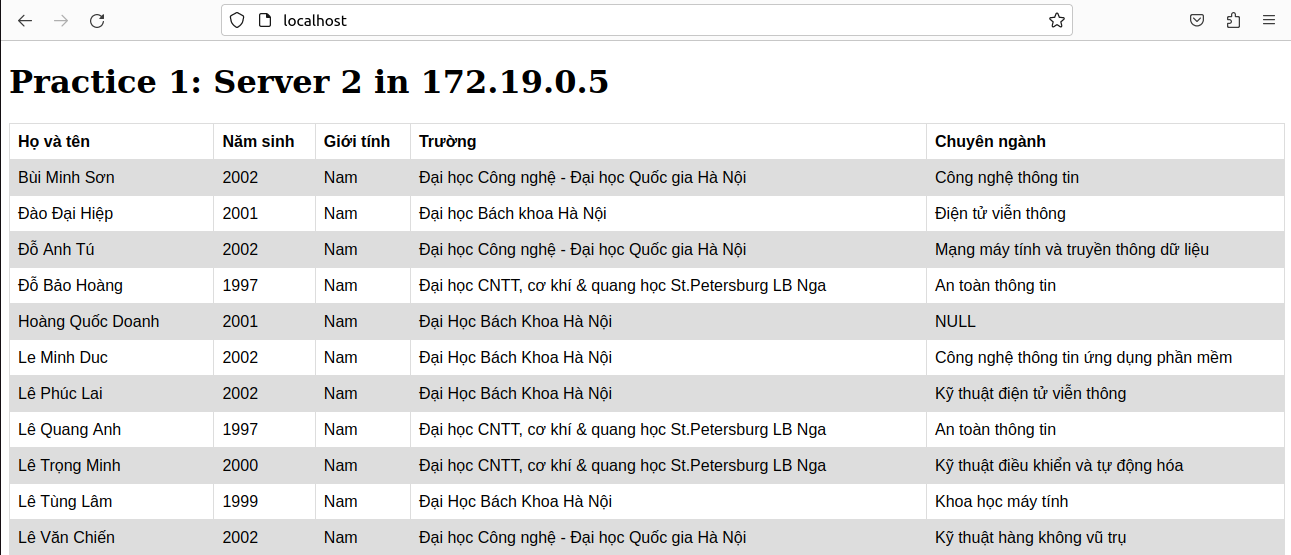 localhost
Practice 1: Server 2 in 172.19.0.5
Họ và tên Năm sinh Giới tính Trường Chuyên ngành
Bùi Minh Sơn 2002 Nam Đại học Công nghệ - Đại học Quốc gia Hà Nội Công nghệ thông tin
Đào Đại Hiệp 2001 Nam Đại học Bách khoa Hà Nội Điện tử viễn thông
Đỗ Anh Tú 2002 Nam Đại học Công nghệ - Đại học Quốc gia Hà Nội Mạng máy tính và truyền thông dữ liệu
Đỗ Bảo Hoàng 1997 Nam Đại học CNTT, cơ khí & quang học St.Petersburg LB Nga An toàn thông tin
Hoàng Quốc Doanh 2001 Nam Đại Học Bách Khoa Hà Nội NULL
Le Minh Duc 2002 Nam Đại Học Bách Khoa Hà Nội Công nghệ thông tin ứng dụng phần mềm
Lê Phúc Lai 2002 Nam Đại Học Bách Khoa Hà Nội Kỹ thuật điện tử viễn thông
Lê Quang Anh 1997 Nam Đại học CNTT, cơ khí & quang học St.Petersburg LB Nga An toàn thông tin
Lê Trọng Minh 2000 Nam Đại học CNTT, cơ khí & quang học St.Petersburg LB Nga Kỹ thuật điều khiển và tự động hóa
Lê Tùng Lâm 1999 Nam Đại Học Bách Khoa Hà Nội Khoa học máy tính
Lê Văn Chiến 2002 Nam Đại học Công nghệ - Đại học Quốc gia Hà Nội Kỹ thuật hàng không vũ trụ